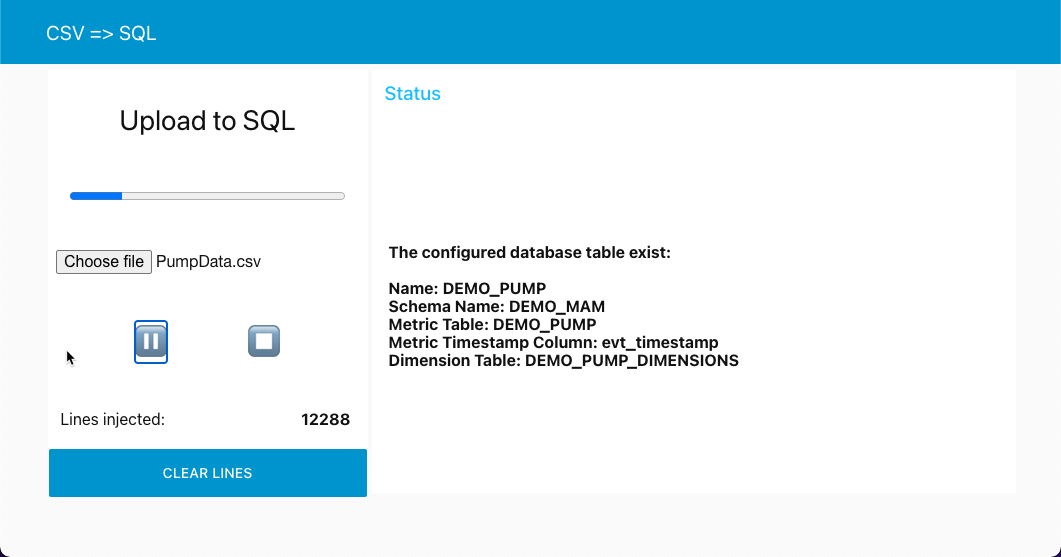 CSV => SQL
Upload to SQL
Choose file PumpData.csv
Lines injected: 12288
CLEAR LINES
Status
The configured database table exist:
Name: DEMO_PUMP
Schema Name: DEMO_MAM
Metric Table: DEMO_PUMP
Metric Timestamp Column: evt_timestamp
Dimension Table: DEMO_PUMP_DIMENSIONS